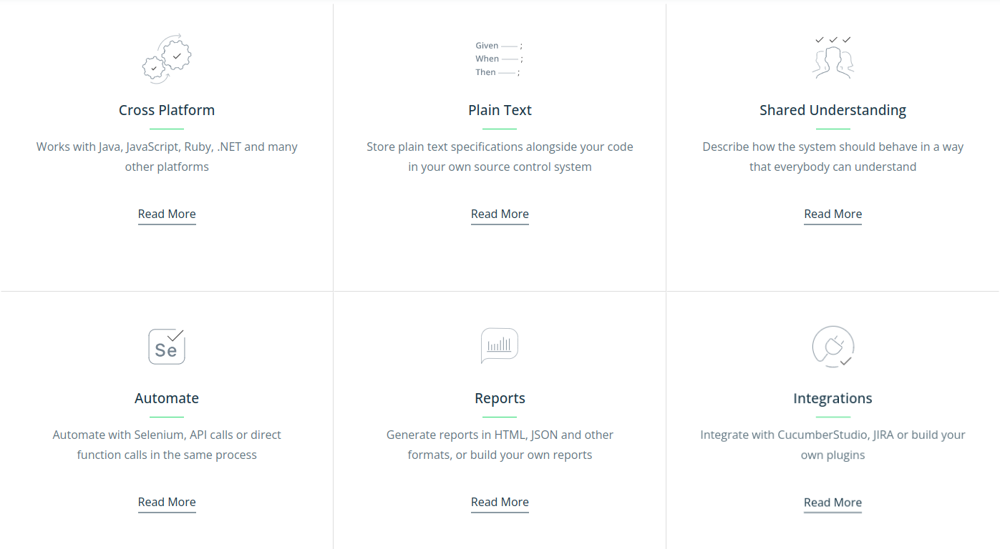 Given ;
When ;
Then ;
Cross Platform
Works with Java, JavaScript, Ruby, .NET and many
other platforms
Read More
Plain Text
Store plain text specifications alongside your code
in your own source control system
Read More
Shared Understanding
Describe how the system should behave in a way
that everybody can understand
Read More
Se
Automate
Automate with Selenium, API calls or direct
function calls in the same process
Read More
Reports
Generate reports in HTML, JSON and other
formats, or build your own reports
Read More
Integrations
Integrate with CucumberStudio, JIRA or build your
own plugins
Read More